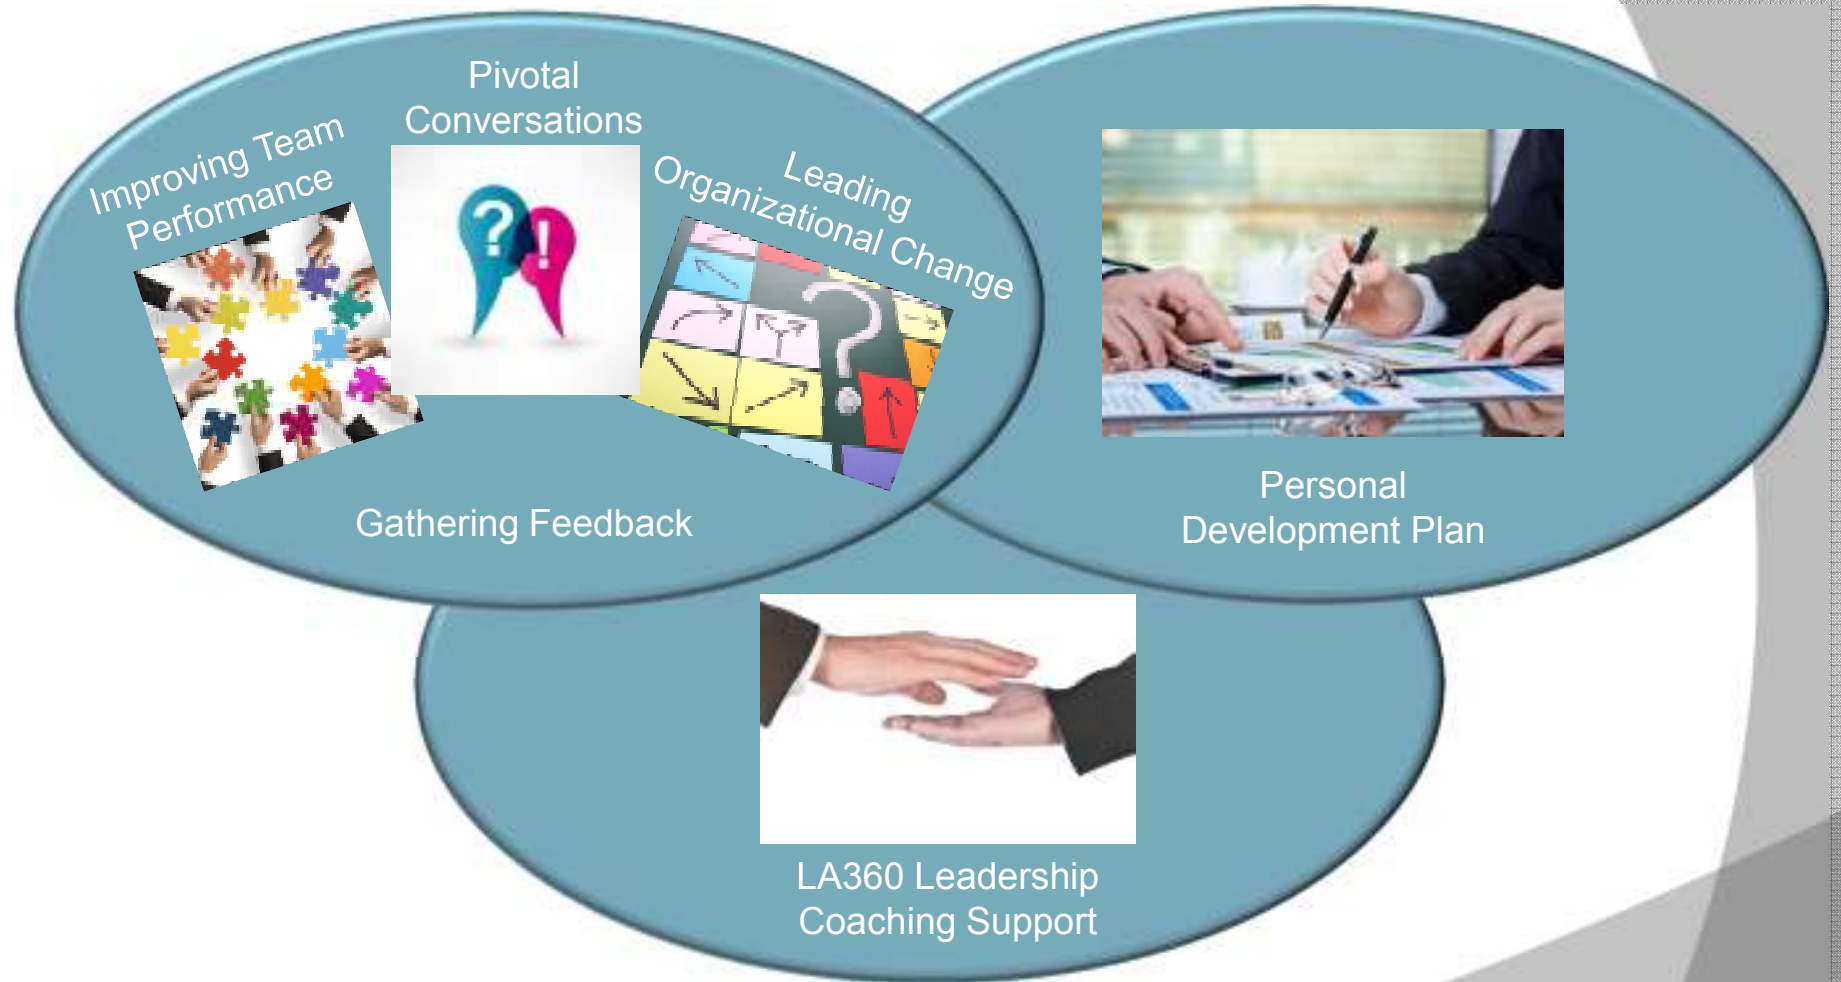 Pivotal
Conversations
Improving Team
Performance
Leading
Organizational Change
?
!
?
Gathering Feedback
Personal
Development Plan
LA360 Leadership
Coaching Support